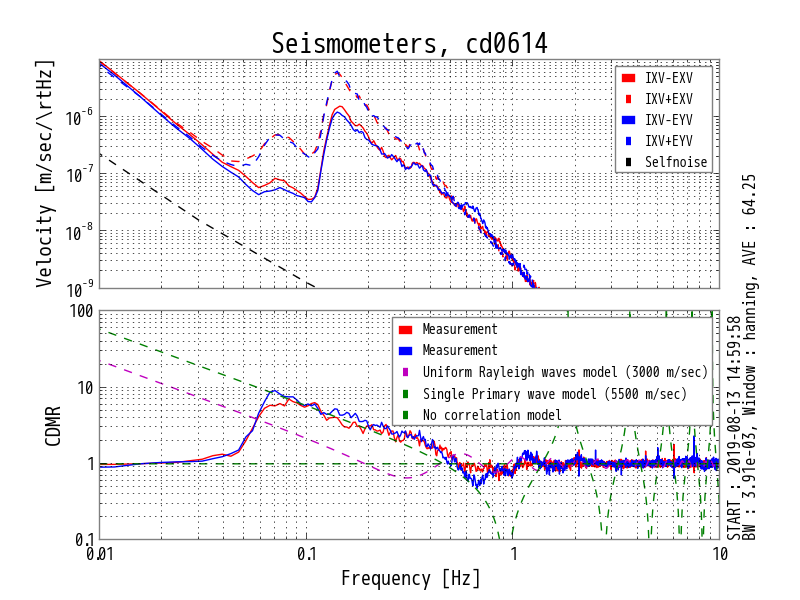 Seismometers, cd0614
Velocity [m/sec/\rtHz]
10-6
10-7
10-8
10-9
IXV-EXV
IXV+EXV
IXV-EYV
IXV+EYV
Selfnoise
CDMR
100
10
1
0.1
Measurement
Measurement
Uniform Rayleigh waves model (3000 m/sec)
Single Primary wave model (5500 m/sec)
No correlation model
0.01
0.1
1
10
Frequency [Hz]
START : 2019-08-13 14:59:58
BW : 3.91e-03, Window : hanning, AVE : 64.25